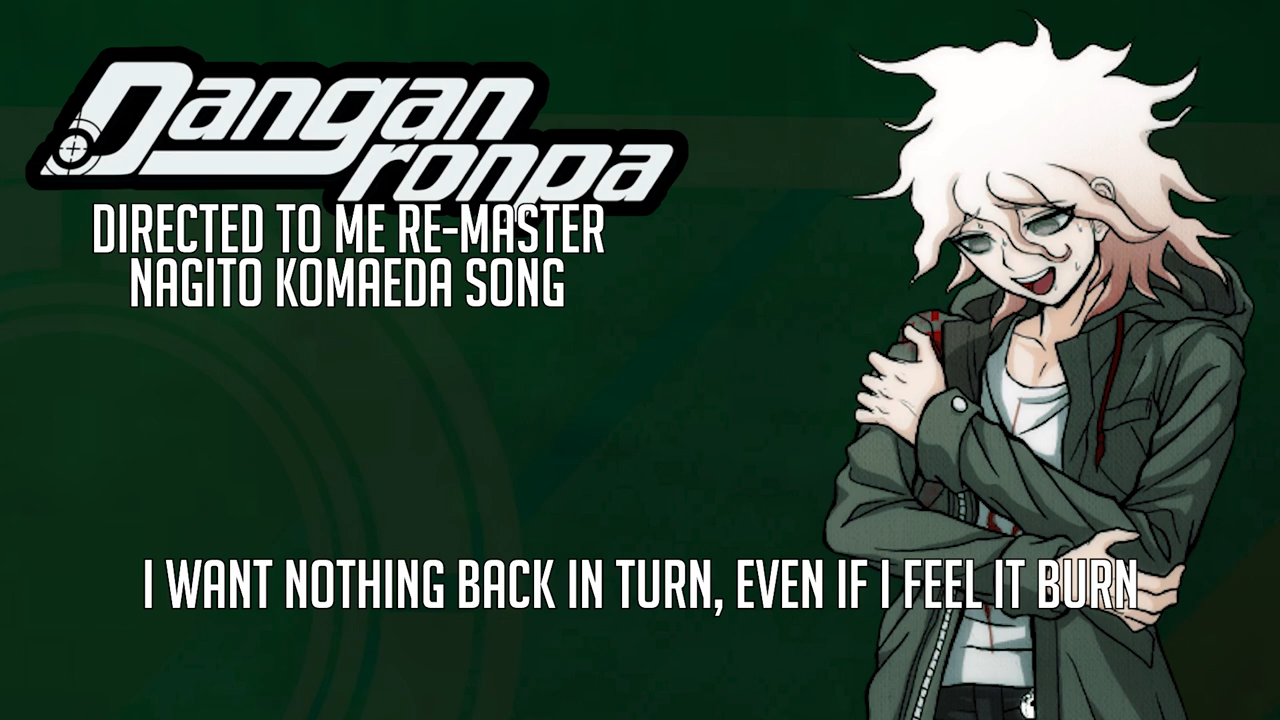 Dangan
ronpa
DIRECTED TO ME RE-MASTER
NAGITO KOMAEDA SONG
I WANT NOTHING BACK IN TURN, EVEN IF I FEEL IT BURN